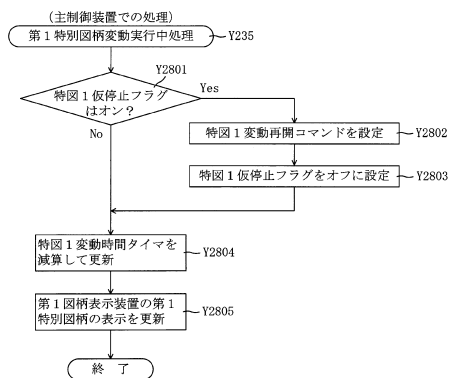 (主制御装置での処理)
第1特別図柄変動実行中処理
Y235
Y2801
特図1仮停止フラグ
はオン?
Yes
No
特図1変動再開コマンドを設定
Y2802
特図1仮停止フラグをオフに設定
Y2803
特図1変動時間タイマを
減算して更新
Y2804
第1図柄表示装置の第1
特別図柄の表示を更新
Y2805
終 了